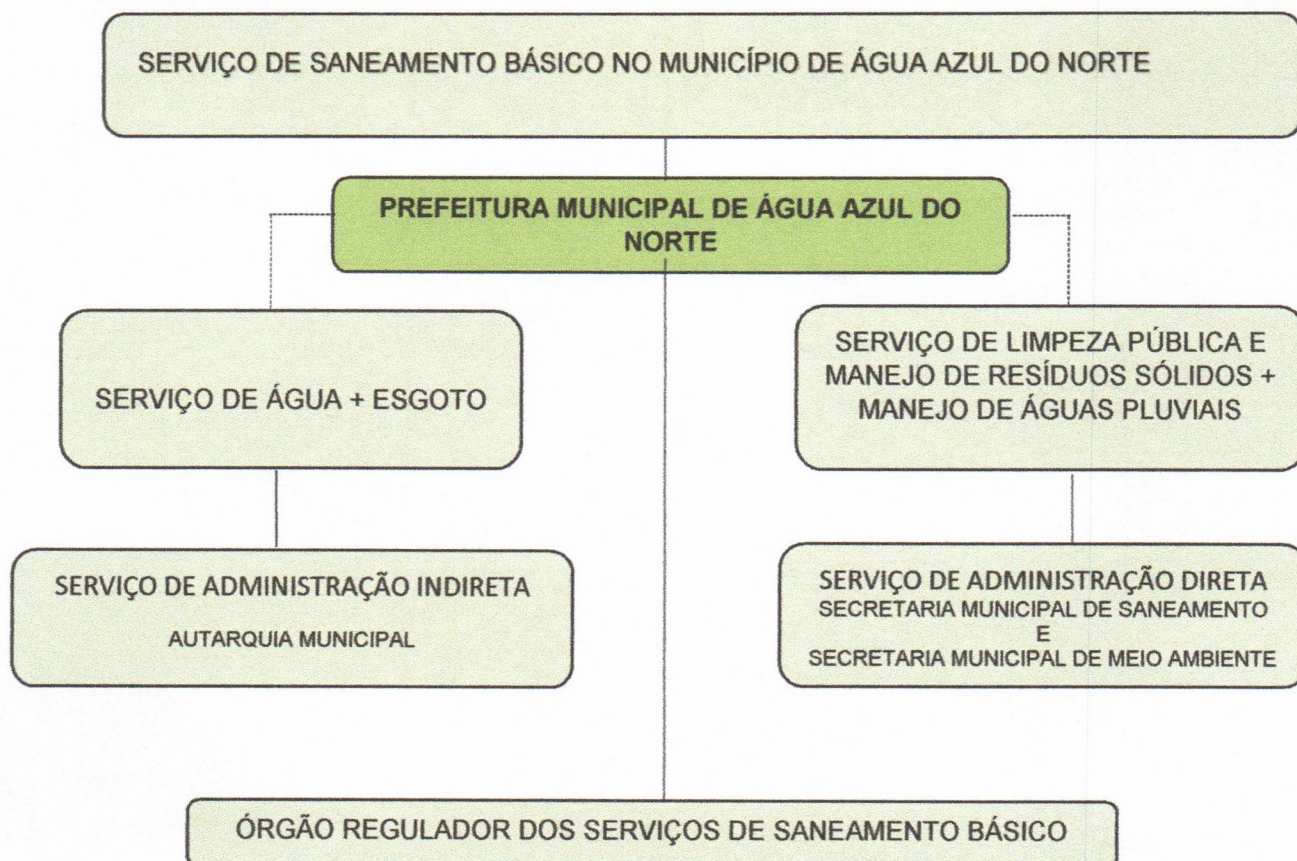 SERVIÇO DE SANEAMENTO BÁSICO NO MUNICÍPIO DE ÁGUA AZUL DO NORTE
PREFEITURA MUNICIPAL DE ÁGUA AZUL DO
NORTE
SERVIÇO DE ÁGUA + ESGOTO
SERVIÇO DE LIMPEZA PÚBLICA E
MANEJO DE RESÍDUOS SÓLIDOS +
MANEJO DE ÁGUAS PLUVIAIS
SERVIÇO DE ADMINISTRAÇÃO INDIRETA
AUTARQUIA MUNICIPAL
SERVIÇO DE ADMINISTRAÇÃO DIRETA
SECRETARIA MUNICIPAL DE SANEAMENTO
E
SECRETARIA MUNICIPAL DE MEIO AMBIENTE
ÓRGÃO REGULADOR DOS SERVIÇOS DE SANEAMENTO BÁSICO